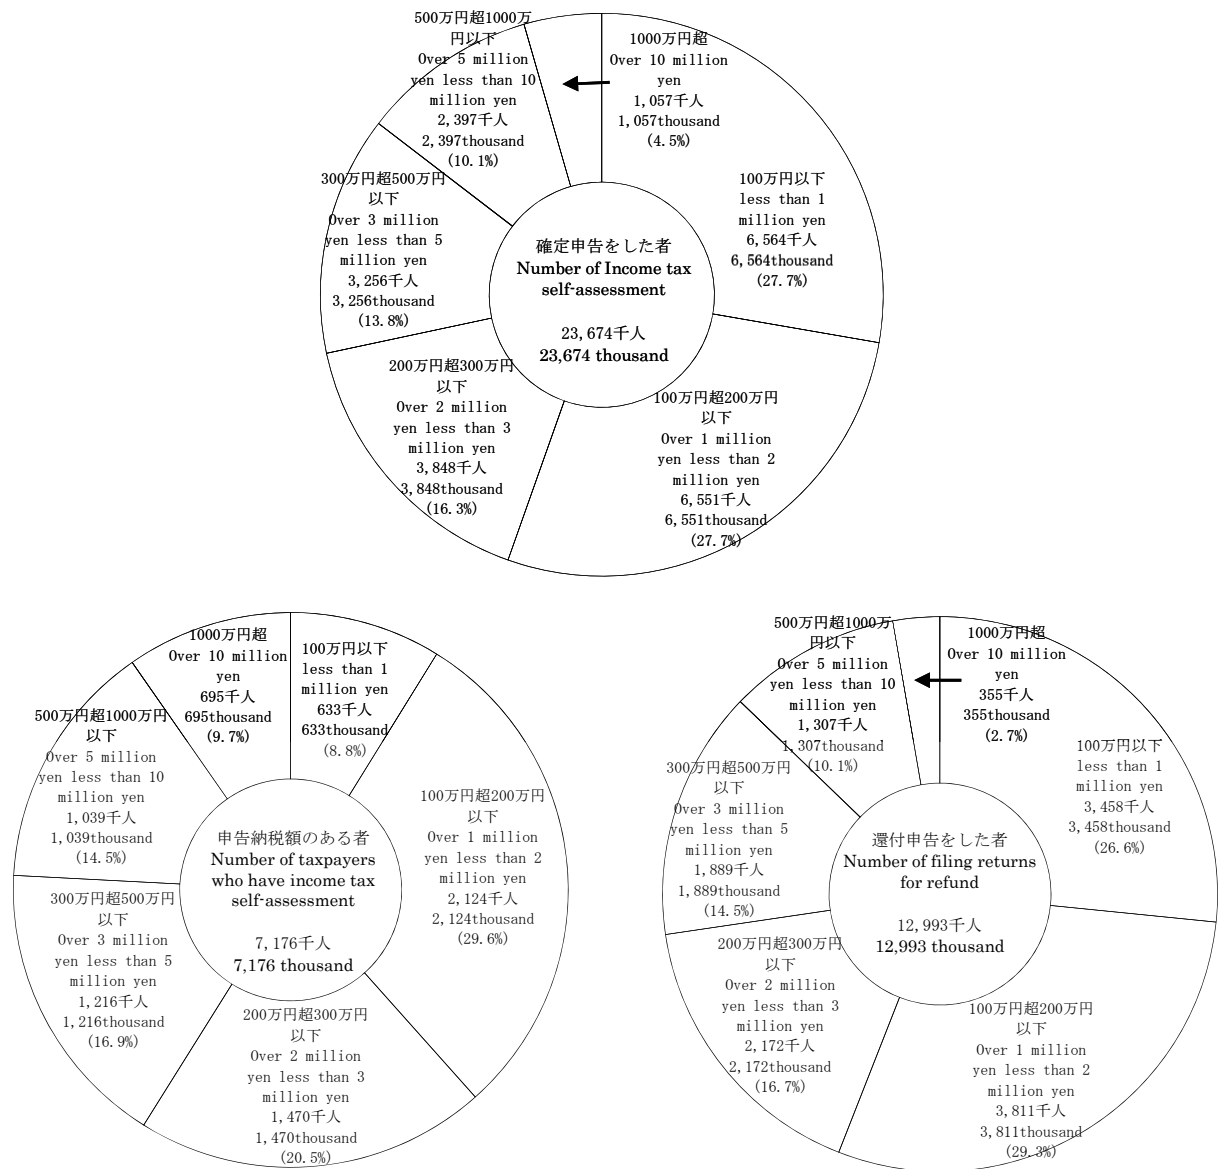 500万円超1000万
円以下
Over 5 million
yen less than 10
million yen
2,397千人
2,397thousand
(10.1%)
1000万円超
Over 10 million
yen
1,057千人
1,057thousand
(4.5%)
100万円以下
less than 1
million yen
6,564千人
6,564thousand
(27.7%)
300万円超500万円
以下
Over 3 million
yen less than 5
million yen
3,256千人
3,256thousand
(13.8%)
確定申告をした者
Number of Income tax
self-assessment
23,674千人
23,674 thousand
200万円超300万円
以下
Over 2 million
yen less than 3
million yen
3,848千人
3,848thousand
(16.3%)
100万円超200万円
以下
Over 1 million
yen less than 2
million yen
6,551千人
6,551thousand
(27.7%)
1000万円超
Over 10 million
yen
695千人
695thousand
(9.7%)
100万円以下
less than 1
million yen
633千人
633thousand
(8.8%)
500万円超1000万円
以下
Over 5 million
yen less than 10
million yen
1,039千人
1,039thousand
(14.5%)
100万円超200万円
以下
Over 1 million
yen less than 2
million yen
2,124千人
2,124thousand
(29.6%)
申告納税額のある者
Number of taxpayers
who have income tax
self-assessment
7,176千人
7,176 thousand
300万円超500万円
以下
Over 3 million
yen less than 5
million yen
1,216千人
1,216thousand
(16.9%)
200万円超300万円
以下
Over 2 million
yen less than 3
million yen
1,470千人
1,470thousand
(20.5%)
500万円超1000万
円以下
Over 5 million
yen less than 10
million yen
1,307千人
1,307thousand
(10.1%)
1000万円超
Over 10 million
yen
355千人
355thousand
(2.7%)
100万円以下
less than 1
million yen
3,458千人
3,458thousand
(26.6%)
300万円超500万円
以下
Over 3 million
yen less than 5
million yen
1,889千人
1,889thousand
(14.5%)
還付申告をした者
Number of filing returns
for refund
12,993千人
12,993 thousand
200万円超300万円
以下
Over 2 million
yen less than 3
million yen
2,172千人
2,172thousand
(16.7%)
100万円超200万円
以下
Over 1 million
yen less than 2
million yen
3,811千人
3,811thousand
(29.3%)